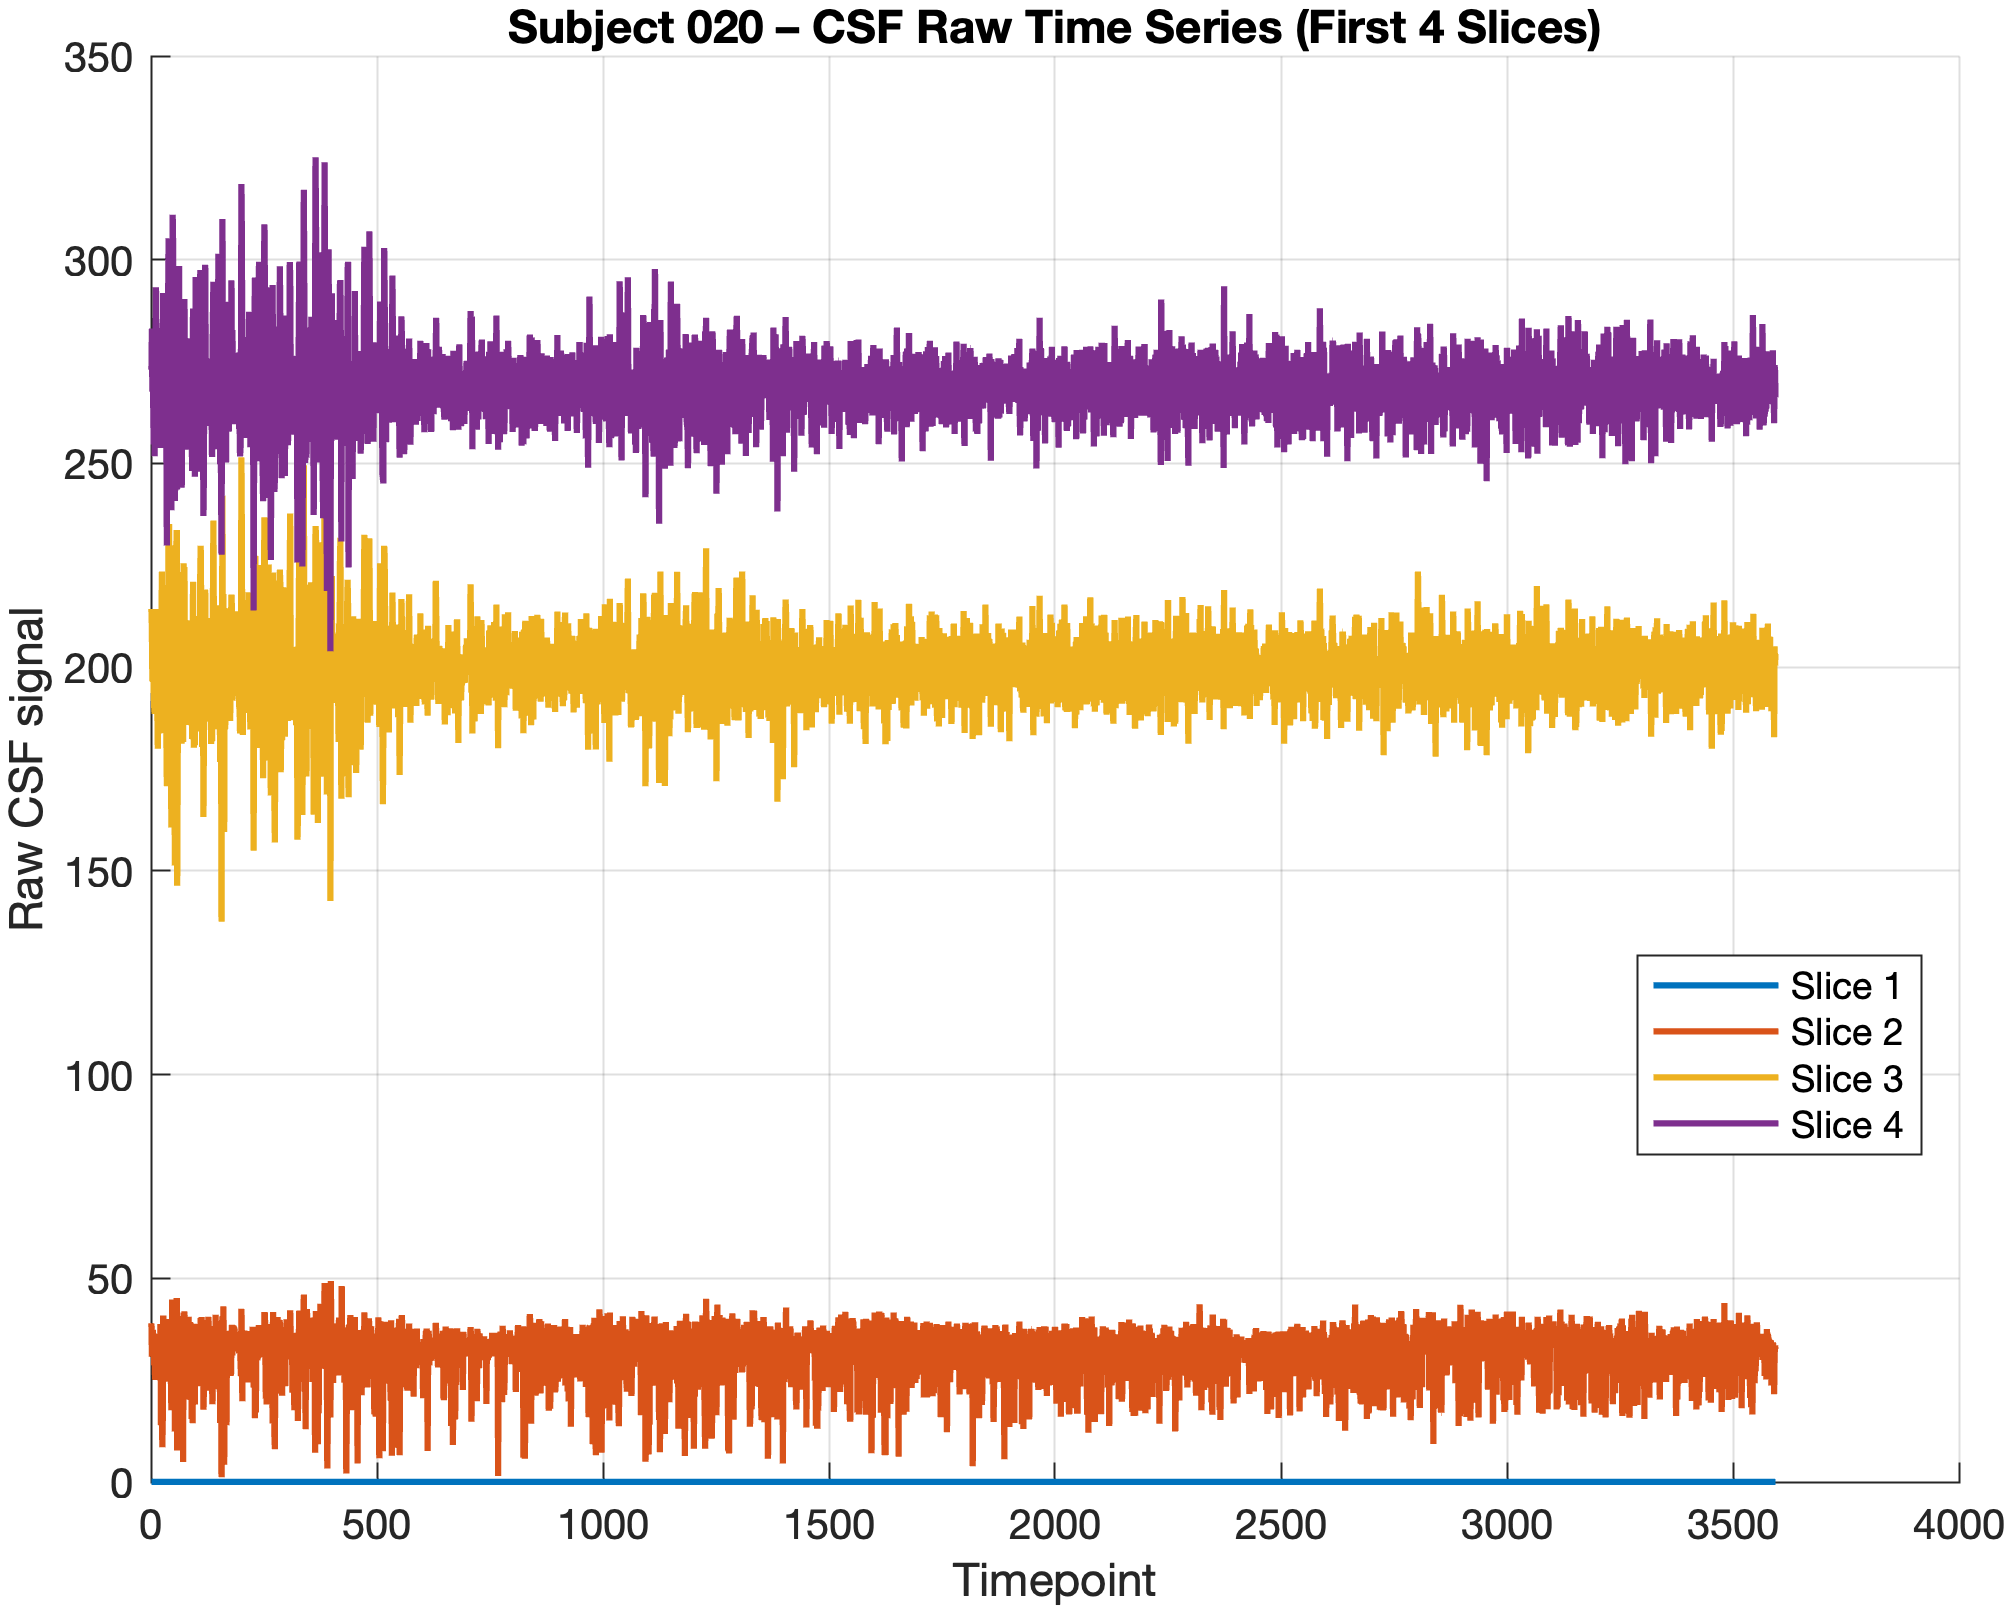 Subject 020 – CSF Raw Time Series (First 4 Slices)
350
300
250
200
150
100
50
0
Raw CSF signal
Slice 1
Slice 2
Slice 3
Slice 4
0 500 1000 1500 2000 2500 3000 3500 4000
Timepoint